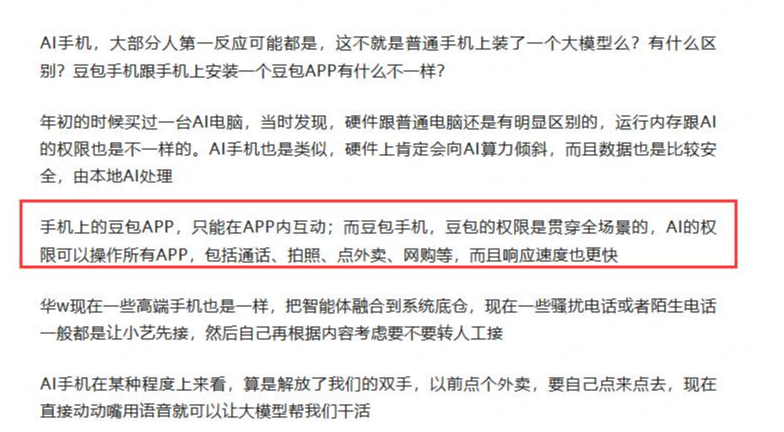 AI手机，大部分人第一反应可能都是，这不就是普通手机上装了一个大模型么？有什么区
别？豆包手机跟手机上安装一个豆包APP有什么不一样？
年初的时候买过一台AI电脑，当时发现，硬件跟普通电脑还是有明显区别的，运行内存跟AI
的权限也是不一样的。AI手机也是类似，硬件上肯定会向AI算力倾斜，而且数据也是比较安
全，由本地AI处理
手机上的豆包APP，只能在APP内互动；而豆包手机，豆包的权限是贯穿全场景的，AI的权
限可以操作所有APP，包括通话、拍照、点外卖、网购等，而且响应速度也更快
华w现在一些高端手机也是一样，把智能体融合到系统底仓，现在一些骚扰电话或者陌生电话
一般都是让小艺先接，然后自己再根据内容考虑要不要转人工接
AI手机在某种程度上来看，算是解放了我们的双手，以前点个外卖，要自己点来点去，现在
直接动动嘴用语音就可以让大模型帮我们干活